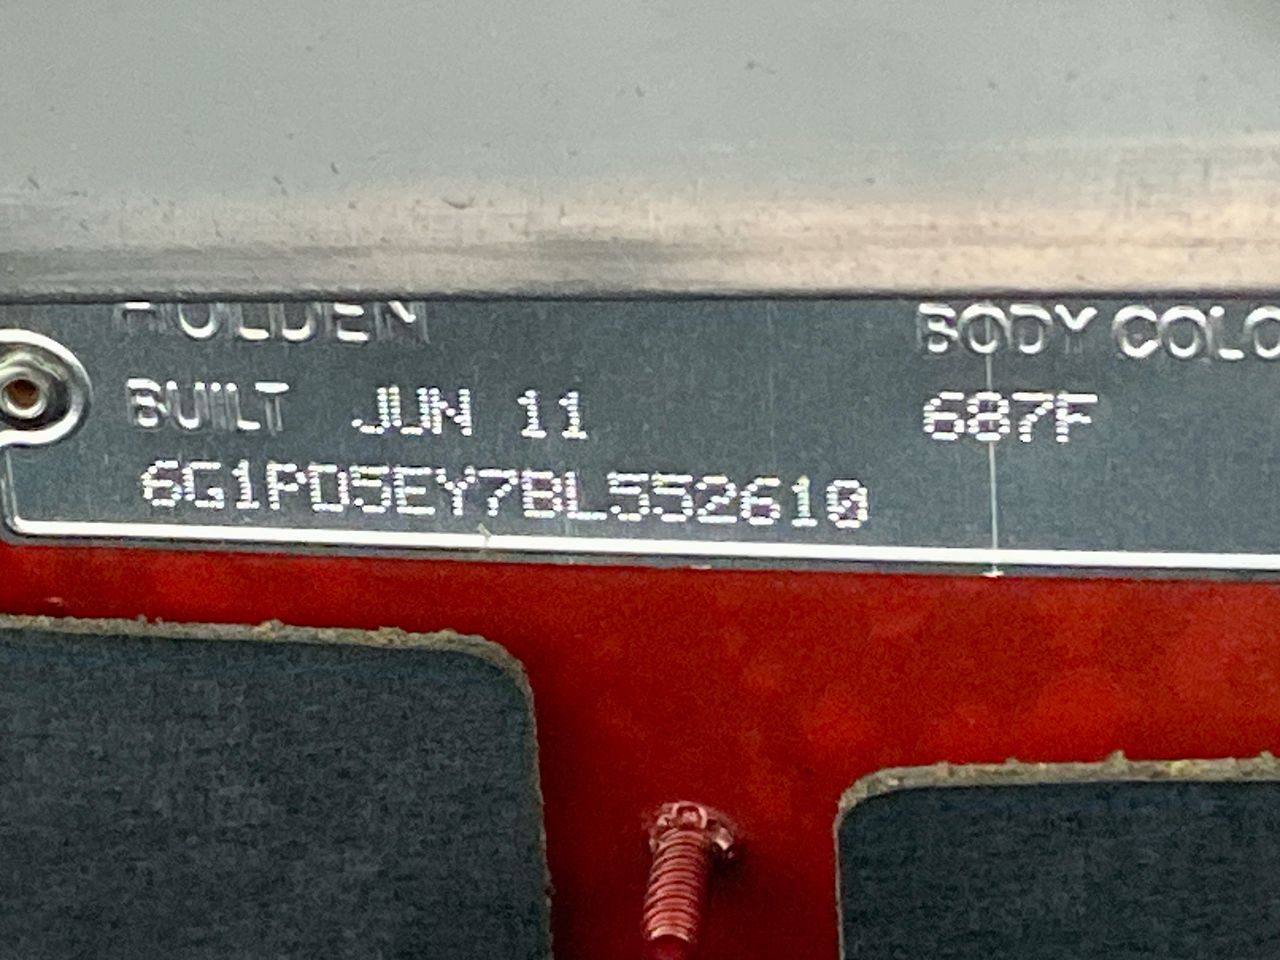 HOLDEN BODY COLO
BUILT JUN 11 687F
6G1PD5EY7BL552610